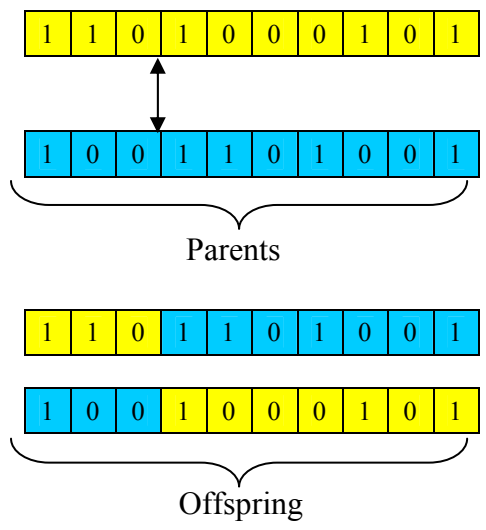 1 1 0 1 0 0 0 1 0 1
1 0 0 1 1 0 1 0 0 1
Parents
1 1 0 1 1 0 1 0 0 1
1 0 0 1 0 0 0 1 0 1
Offspring